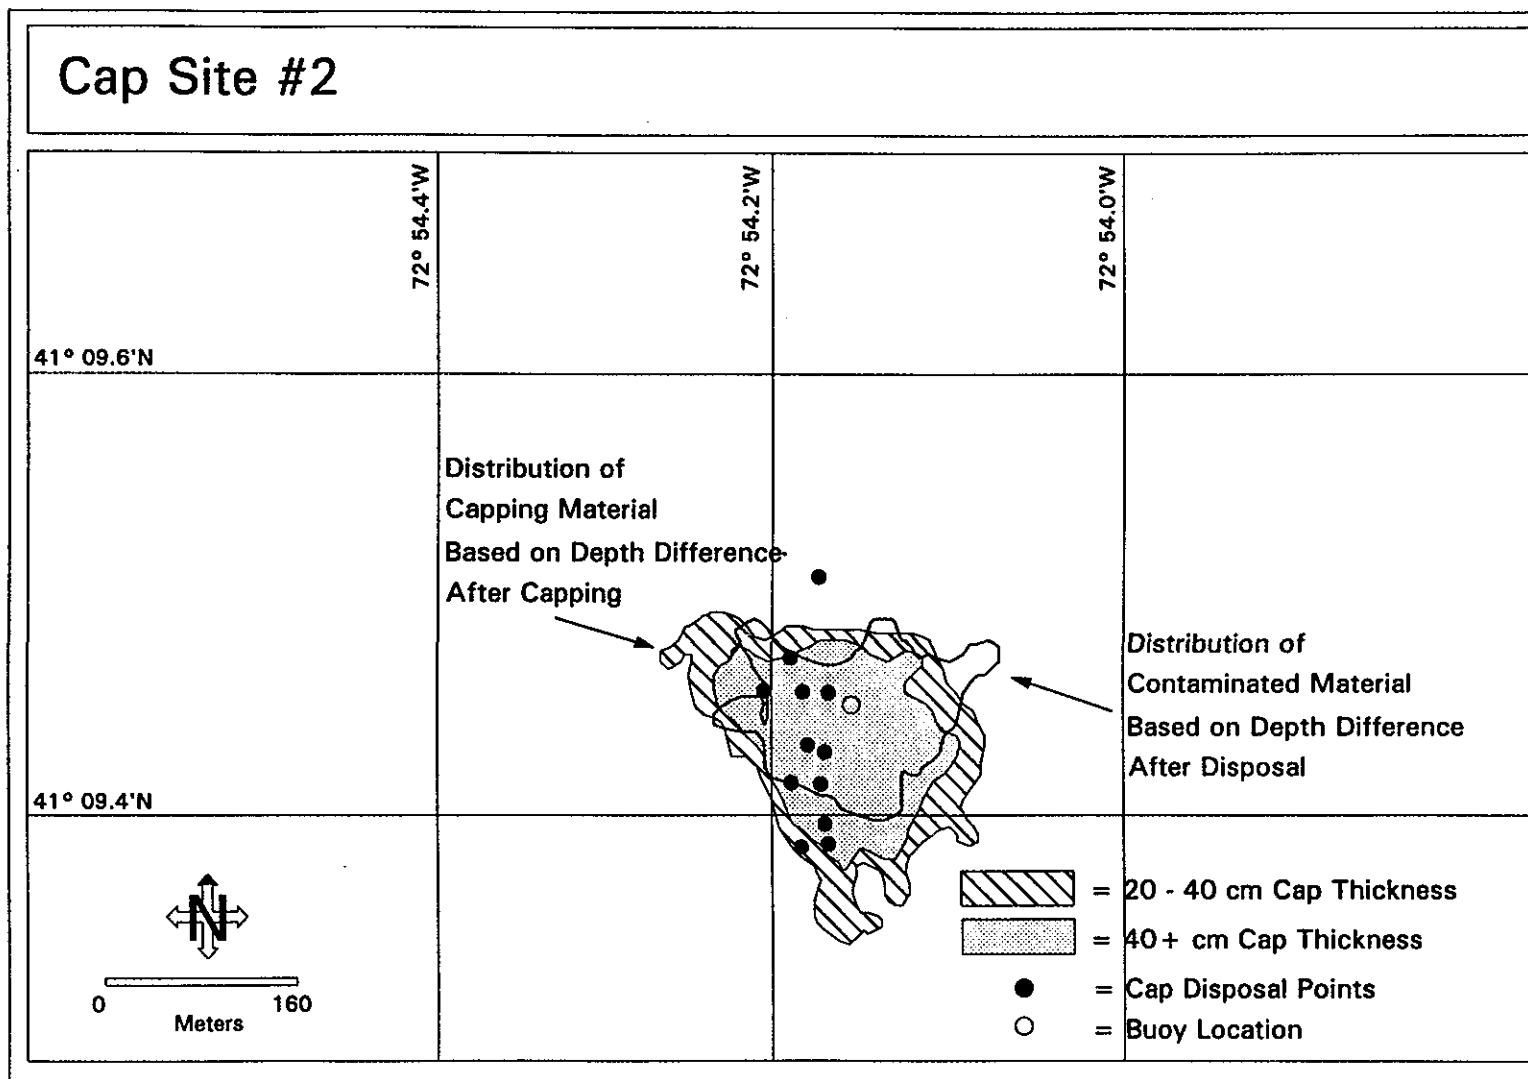 Cap Site #2
72° 54.4'W
72° 54.2'W
72° 54.0'W
41° 09.6'N
Distribution of
Capping Material
Based on Depth Difference
After Capping
Distribution of
Contaminated Material
Based on Depth Difference
After Disposal
41° 09.4'N
= 20 - 40 cm Cap Thickness
= 40+ cm Cap Thickness
= Cap Disposal Points
= Buoy Location
N
0 160
Meters